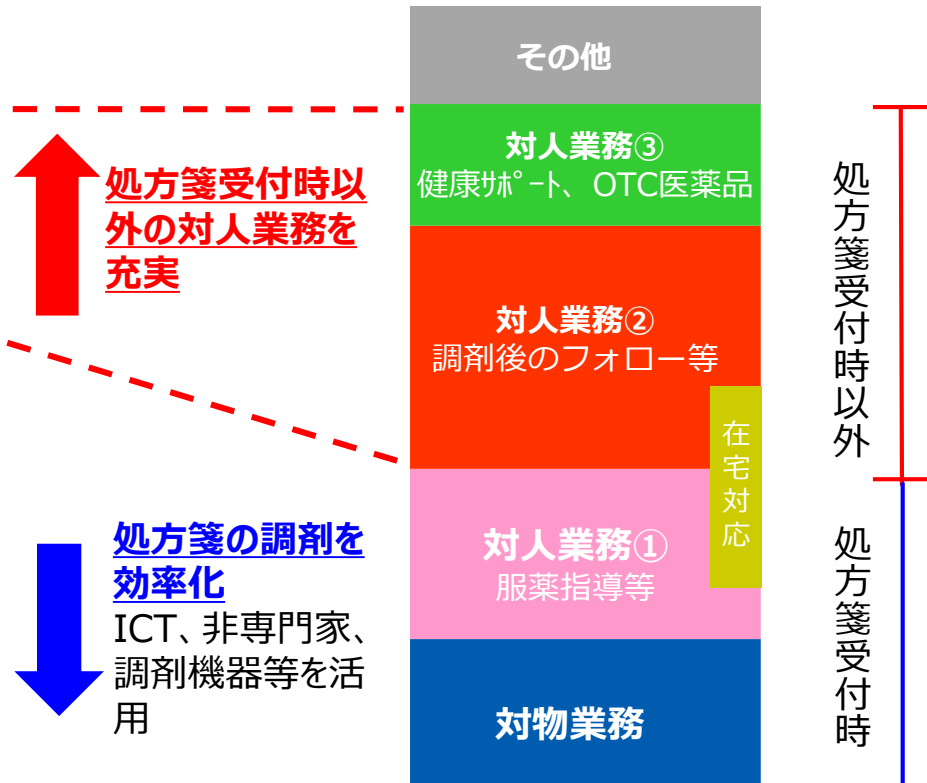 その他
対人業務③
健康ｻﾎﾟｰﾄ、OTC医薬品
処方箋受付時以
外の対人業務を
充実
対人業務②
調剤後のフォロー等
処方箋受付時以外
在宅対応
処方箋の調剤を
効率化
ICT、非専門家、
調剤機器等を活
用
対人業務①
服薬指導等
処方箋受付時
対物業務